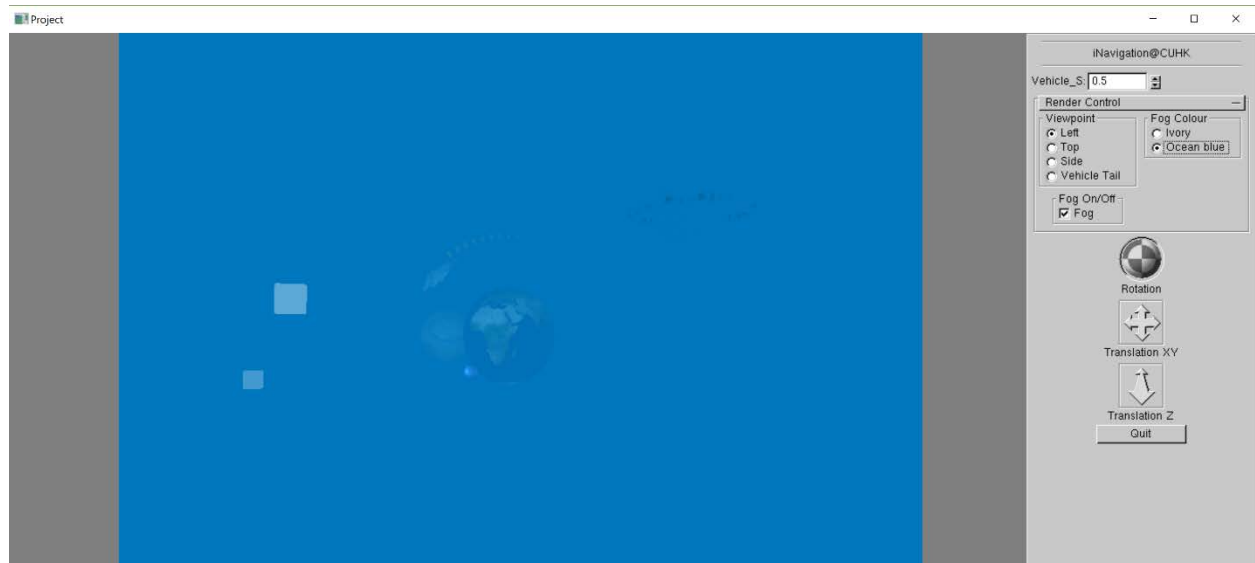 Project
iNavigation@CUHK
Vehicle_S: 0.5
Render Control
Viewpoint
Left
Top
Side
Vehicle Tail
Fog Colour
Ivory
Ocean blue
Fog On/Off
Fog
Rotation
Translation XY
Translation Z
Quit